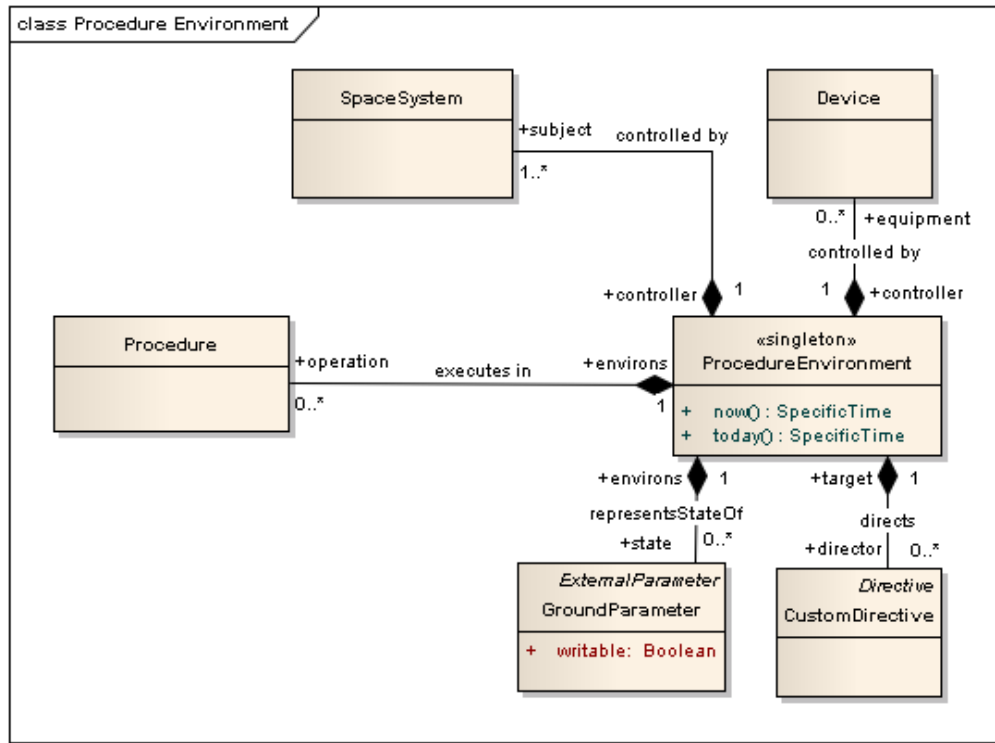 class Procedure Environment
SpaceSystem
Device
+subject
controlled by
1..*
0..*
+equipment
controlled by
+controller
1
1
+controller
Procedure
+operation
executes in
+environs
0..*
1
«singleton»
ProcedureEnvironment
+ now() : SpecificTime
+ today() : SpecificTime
+environs
1
+target
1
representsStateOf
directs
+state
0..*
+director
0..*
ExternalParameter
GroundParameter
+ writable: Boolean
Directive
CustomDirective